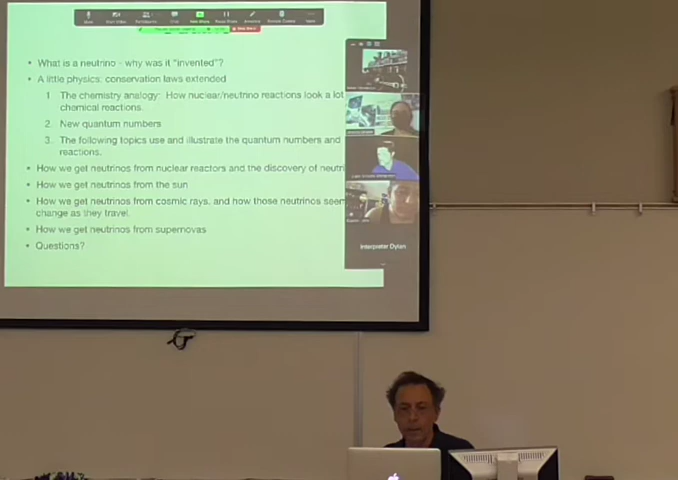 • What is a neutrino - why was it "invented"?
• A little physics: conservation laws extended
1 The chemistry analogy: How nuclear/neutrino reactions look a lot
chemical reactions.
2. New quantum numbers
3. The following topics use and illustrate the quantum numbers and
reactions.
• How we get neutrinos from nuclear reactors and the discovery of neutri
• How we get neutrinos from the sun
• How we get neutrinos from cosmic rays, and how those neutrinos seem
change as they travel.
• How we get neutrinos from supernovas
• Questions?
Interpreter Dylan